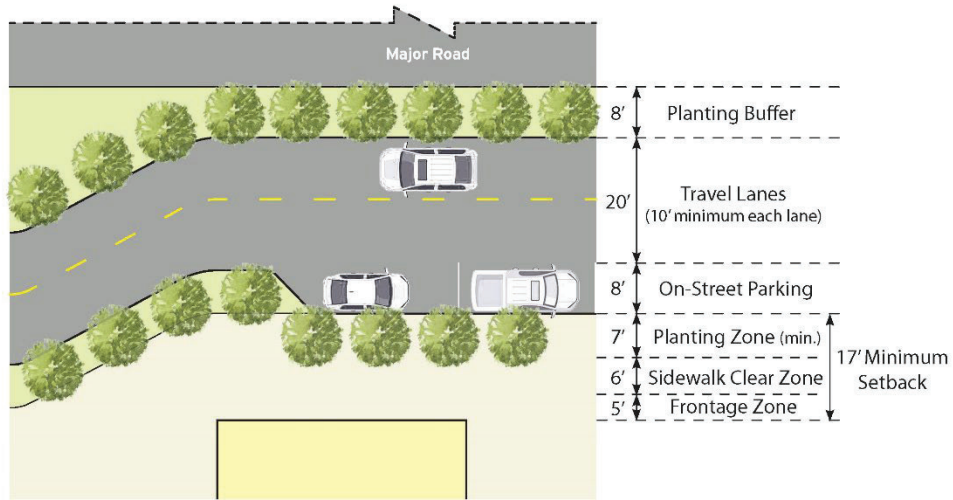 Major Road
8' Planting Buffer
20' Travel Lanes
(10' minimum each lane)
8' On-Street Parking
7' Planting Zone (min.)
17' Minimum
Setback
6' Sidewalk Clear Zone
5' Frontage Zone